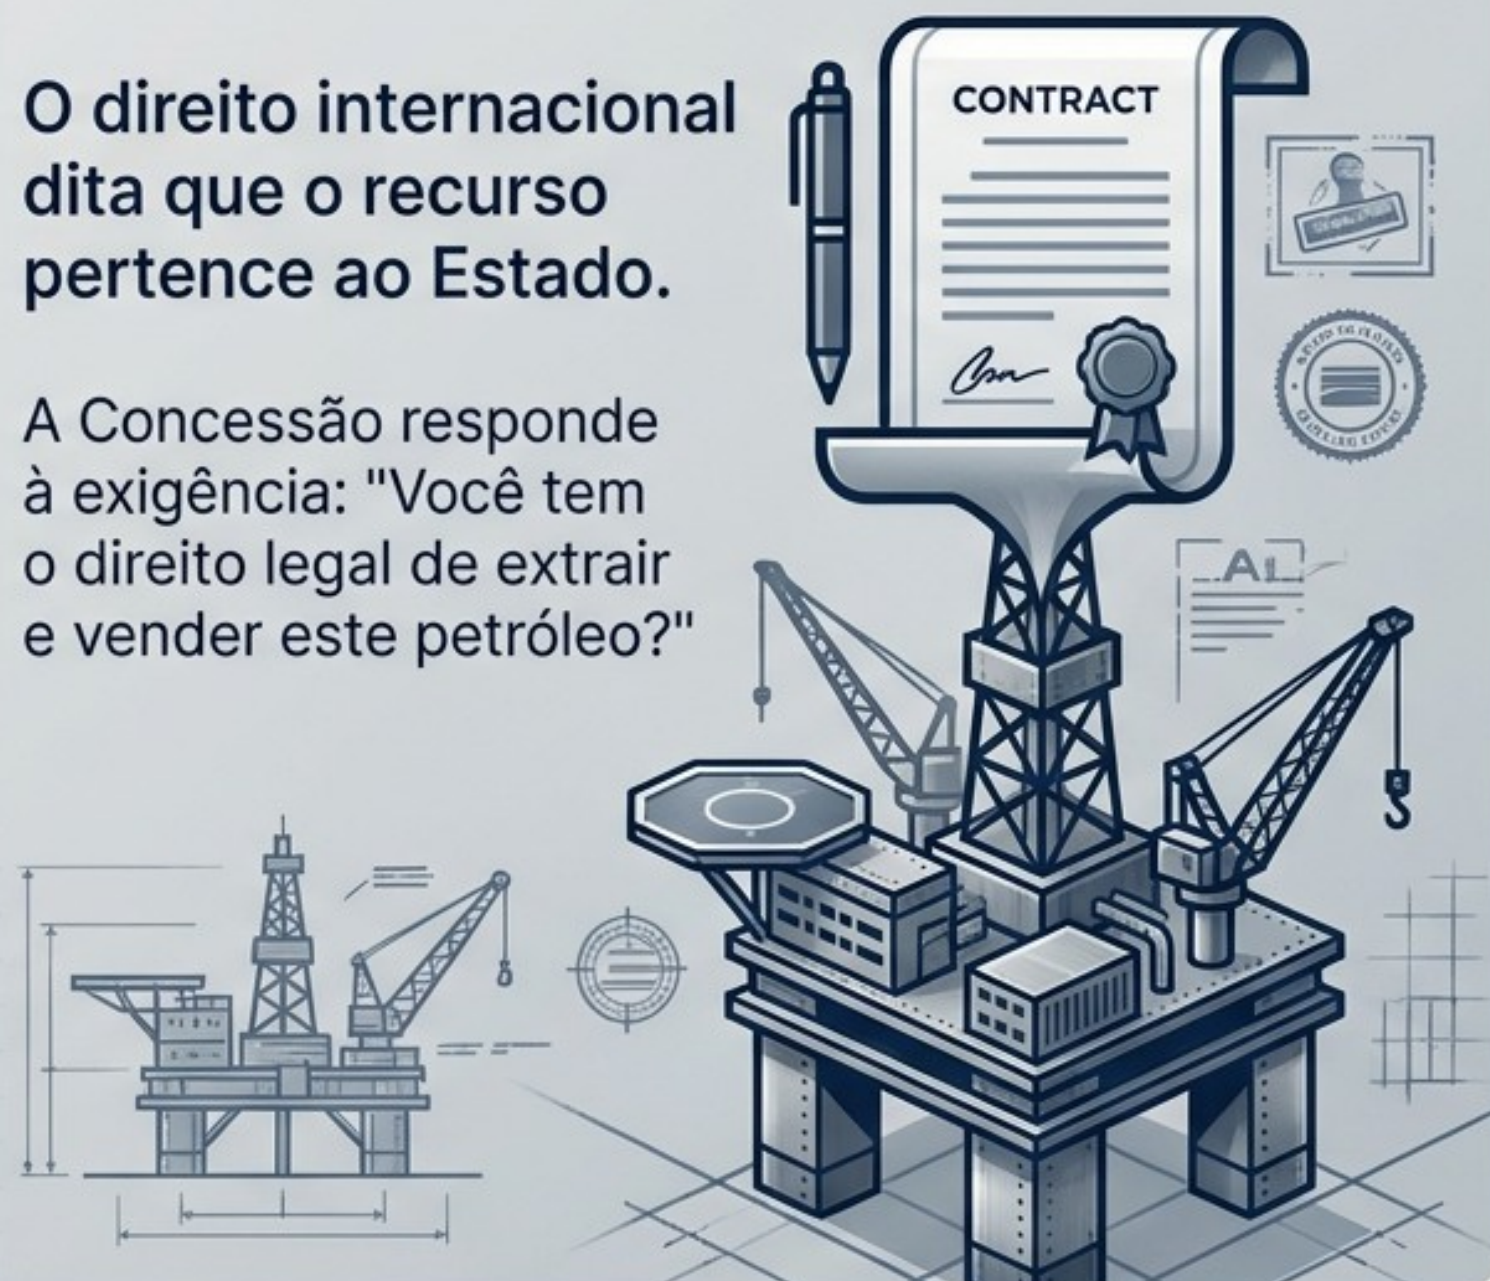 O direito internacional
dita que o recurso
pertence ao Estado.
A Concessão responde
à exigência: "Você tem
o direito legal de extrair
e vender este petróleo?"
CONTRACT